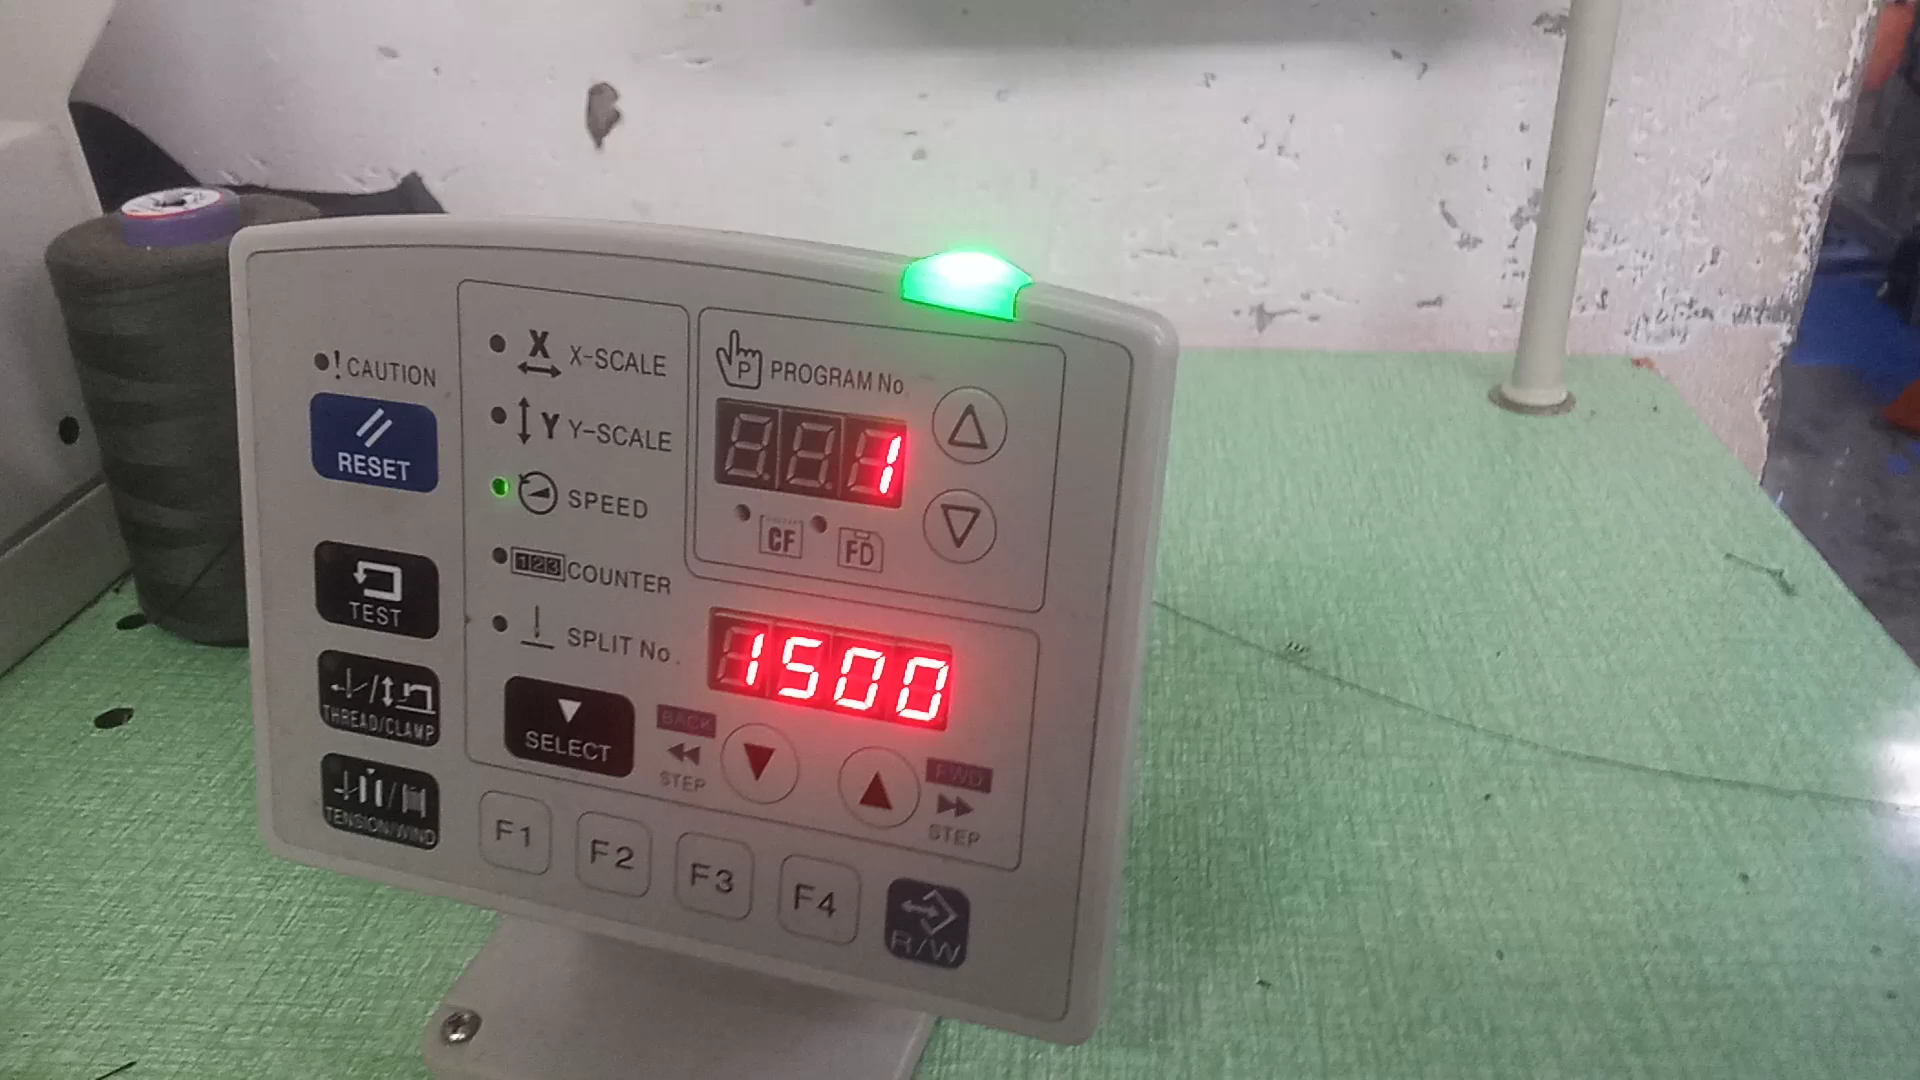 ! CAUTION
RESET
TEST
THREAD/CLAMP
TENSION/WIND
X X-SCALE
Y Y-SCALE
SPEED
123 COUNTER
SPLIT No.
SELECT
P PROGRAM No.
1
CF FD
1500
BACK
STEP
FWD
STEP
F1 F2 F3 F4
R/W